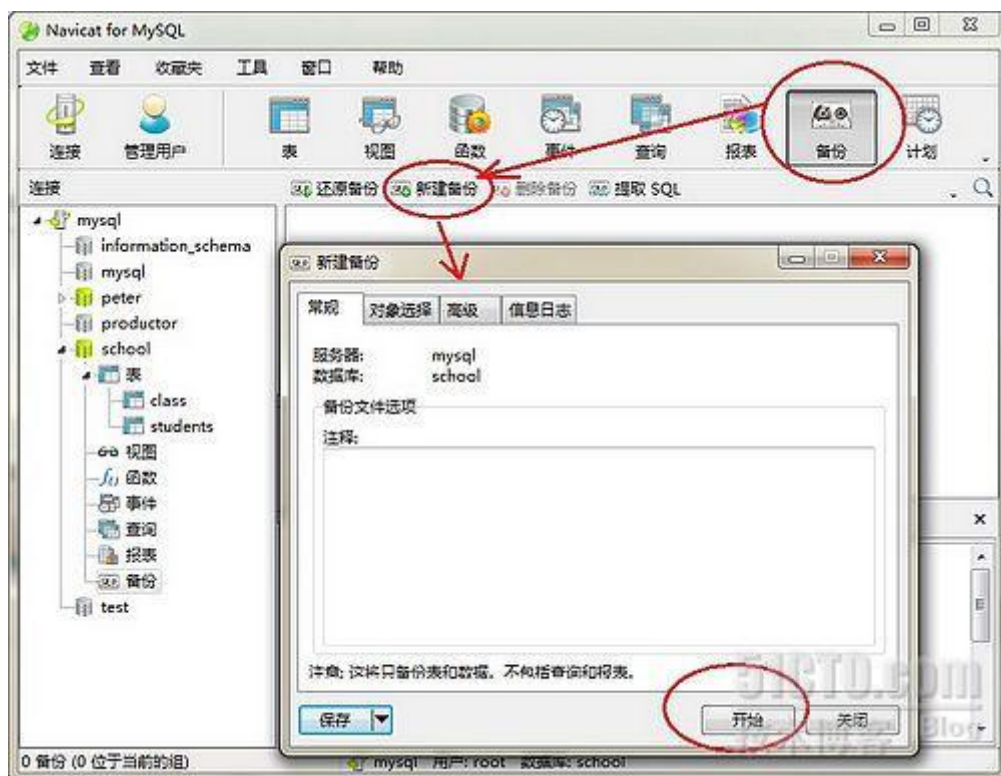 Navicat for MySQL
文件 查看 收藏夹 工具 窗口 帮助
连接 管理用户 表 视图 函数 事件 查询 报表 备份 计划
连接
还原备份 新建备份 删除备份 提取 SQL
mysql
information_schema
mysql
peter
productor
school
表
class
students
视图
函数
事件
查询
报表
备份
test
新建备份
常规 对象选择 高级 信息日志
服务器: mysql
数据库: school
备份文件选项
注释:
注意: 这将只备份表和数据，不包括查询和报表。
保存 开始 关闭
51CTO.com
技术博客 Blog
0 备份 (0 位于当前的组) mysql 用户: root 数据库: school